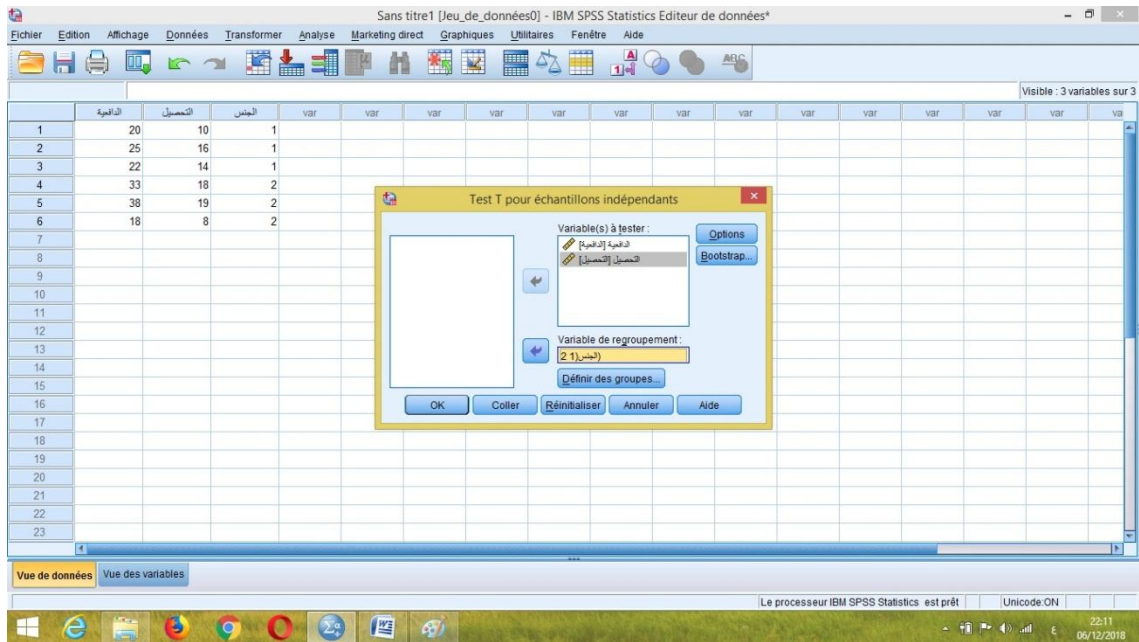 Sans titre1 [Jeu_de_données0] - IBM SPSS Statistics Editeur de données*
Fichier Edition Affichage Données Transformer Analyse Marketing direct Graphiques Utilitaires Fenêtre Aide
Visible : 3 variables sur 3
الدافعية التحصيل الجنس var var var var var var var var var var var var var va
1 20 10 1
2 25 16 1
3 22 14 1
4 33 18 2
5 38 19 2
6 18 8 2
7
8
9
10
11
12
13
14
15
16
17
18
19
20
21
22
23
Test T pour échantillons indépendants
Variable(s) à tester :
الدافعية [الدافعية]
التحصيل [التحصيل]
Options
Bootstrap...
Variable de regroupement :
الجنس(1 2)
Définir des groupes...
OK Coller Réinitialiser Annuler Aide
Vue de données Vue des variables
Le processeur IBM SPSS Statistics est prêt Unicode:ON
ع 22:11
06/12/2018